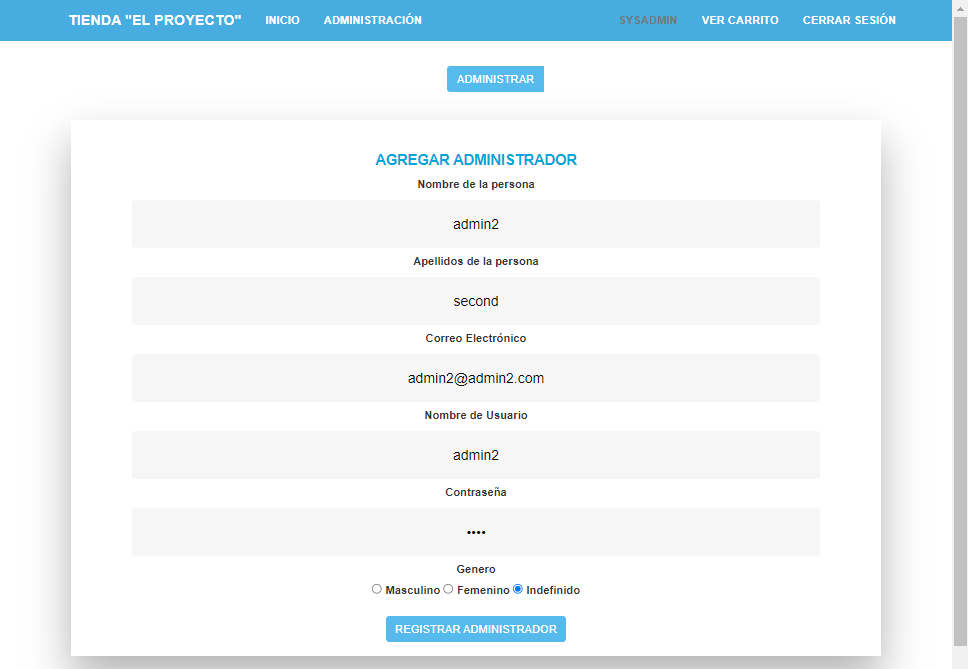 TIENDA "EL PROYECTO" INICIO ADMINISTRACIÓN SYSADMIN VER CARRITO CERRAR SESIÓN
ADMINISTRAR
AGREGAR ADMINISTRADOR
Nombre de la persona
admin2
Apellidos de la persona
second
Correo Electrónico
admin2@admin2.com
Nombre de Usuario
admin2
Contraseña
••••
Genero
Masculino Femenino Indefinido
REGISTRAR ADMINISTRADOR